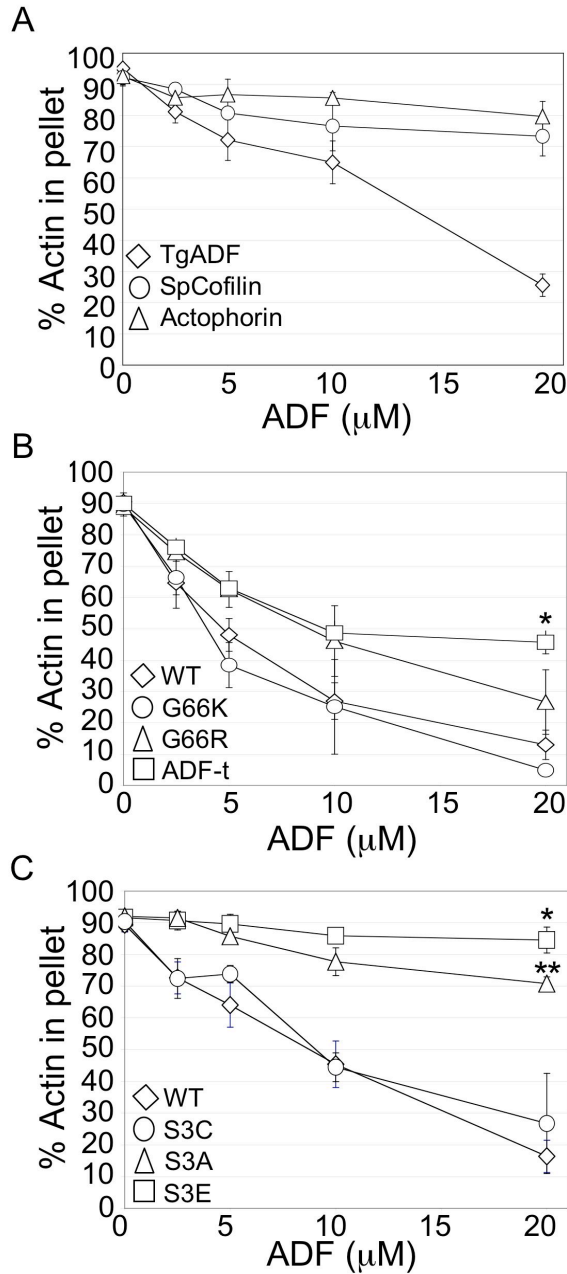 A
100
90
80
70
60
50
40
30
20
10
0
% Actin in pellet
TgADF
SpCofilin
Actophorin
0 5 10 15 20
ADF (μM)
B
100
90
80
70
60
50
40
30
20
10
0
% Actin in pellet
*
WT
G66K
G66R
ADF-t
0 5 10 15 20
ADF (μM)
C
100
90
80
70
60
50
40
30
20
10
0
% Actin in pellet
*
**
WT
S3C
S3A
S3E
0 5 10 15 20
ADF (μM)